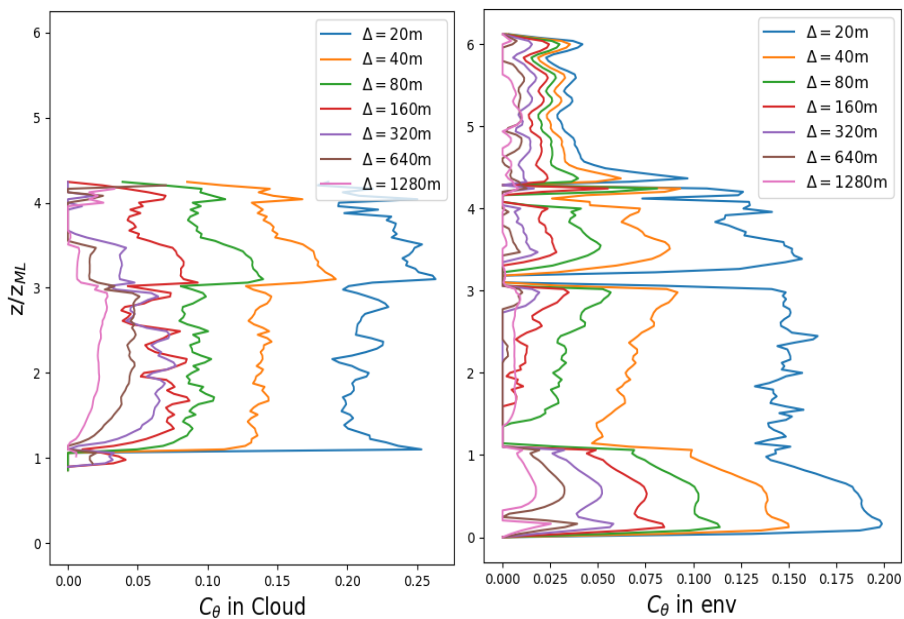 6
5
4
3
2
1
0
z/z_ML
0.00 0.05 0.10 0.15 0.20 0.25
C_θ in Cloud
Δ = 20m
Δ = 40m
Δ = 80m
Δ = 160m
Δ = 320m
Δ = 640m
Δ = 1280m
6
5
4
3
2
1
0
0.000 0.025 0.050 0.075 0.100 0.125 0.150 0.175 0.200
C_θ in env
Δ = 20m
Δ = 40m
Δ = 80m
Δ = 160m
Δ = 320m
Δ = 640m
Δ = 1280m